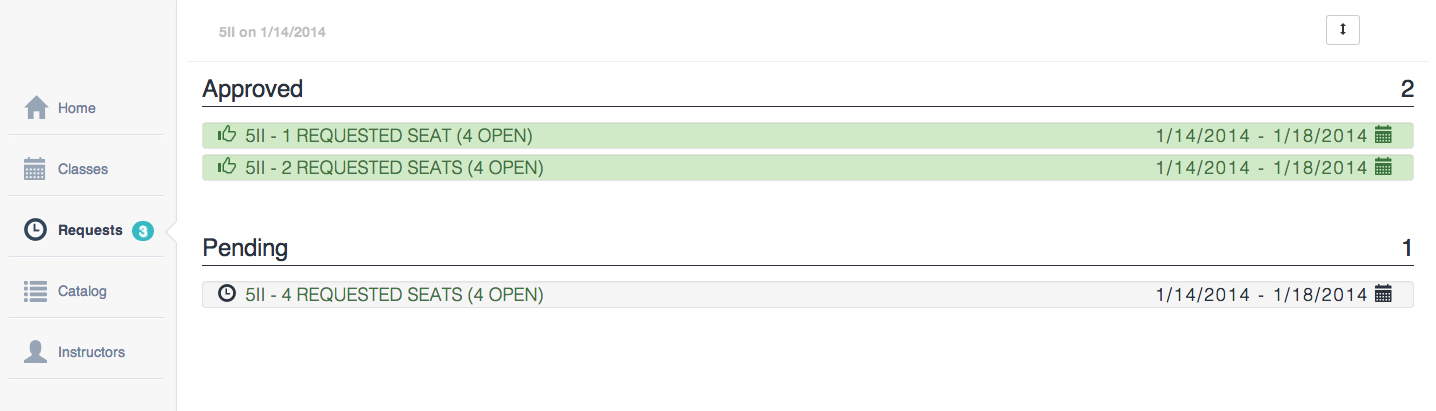 5II on 1/14/2014
Home
Classes
Requests 3
Catalog
Instructors
Approved 2
5II - 1 REQUESTED SEAT (4 OPEN) 1/14/2014 - 1/18/2014
5II - 2 REQUESTED SEATS (4 OPEN) 1/14/2014 - 1/18/2014
Pending 1
5II - 4 REQUESTED SEATS (4 OPEN) 1/14/2014 - 1/18/2014